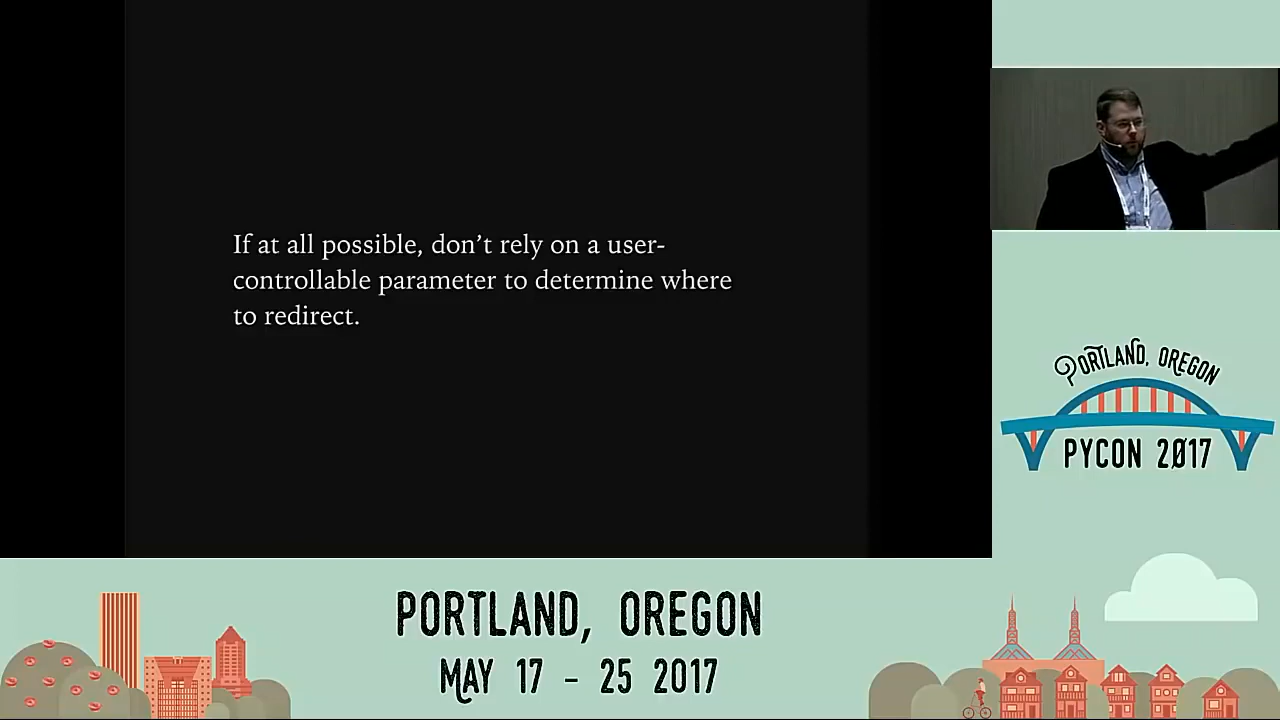 If at all possible, don’t rely on a user-
controllable parameter to determine where
to redirect.
PORTLAND, OREGON
PYCON 2017
PORTLAND, OREGON
MAY 17 - 25 2017